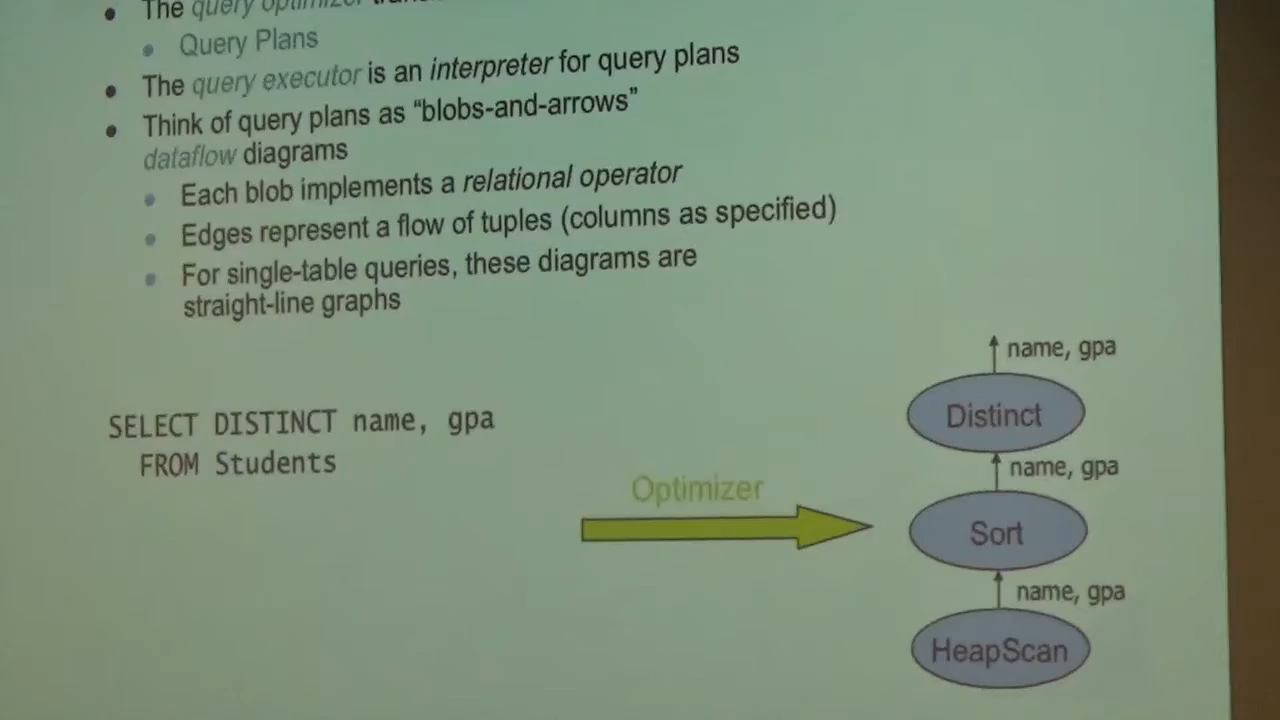 The query optimizer
Query Plans
The query executor is an interpreter for query plans
Think of query plans as “blobs-and-arrows”
dataflow diagrams
Each blob implements a relational operator
Edges represent a flow of tuples (columns as specified)
For single-table queries, these diagrams are
straight-line graphs
SELECT DISTINCT name, gpa
FROM Students
Optimizer
name, gpa
Distinct
name, gpa
Sort
name, gpa
HeapScan